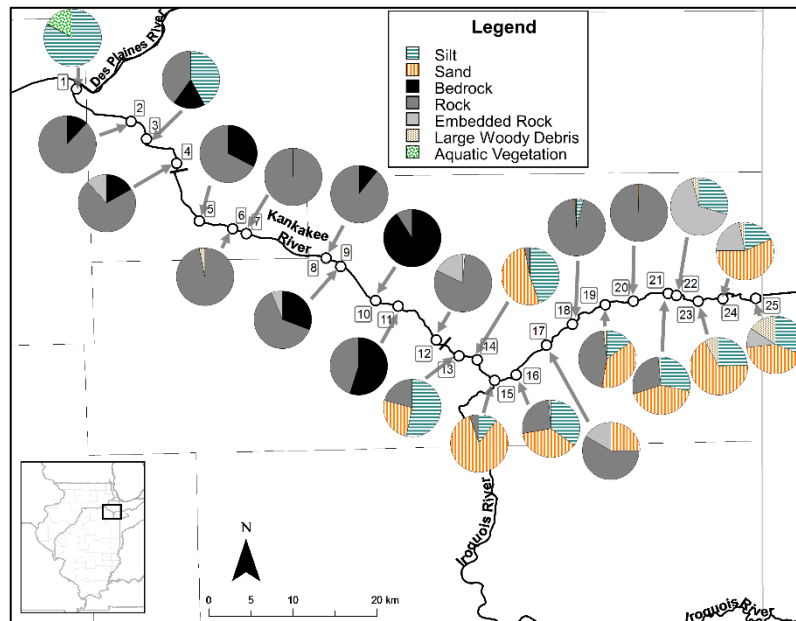 Legend
Silt
Sand
Bedrock
Rock
Embedded Rock
Large Woody Debris
Aquatic Vegetation
Des Plaines River
1
2
3
4
5
6
7
Kankakee
River
8
9
10
11
12
13
14
15
16
17
18
19
20
21
22
23
24
25
Iroquois River
Iroquois River
N
0
10
20 km